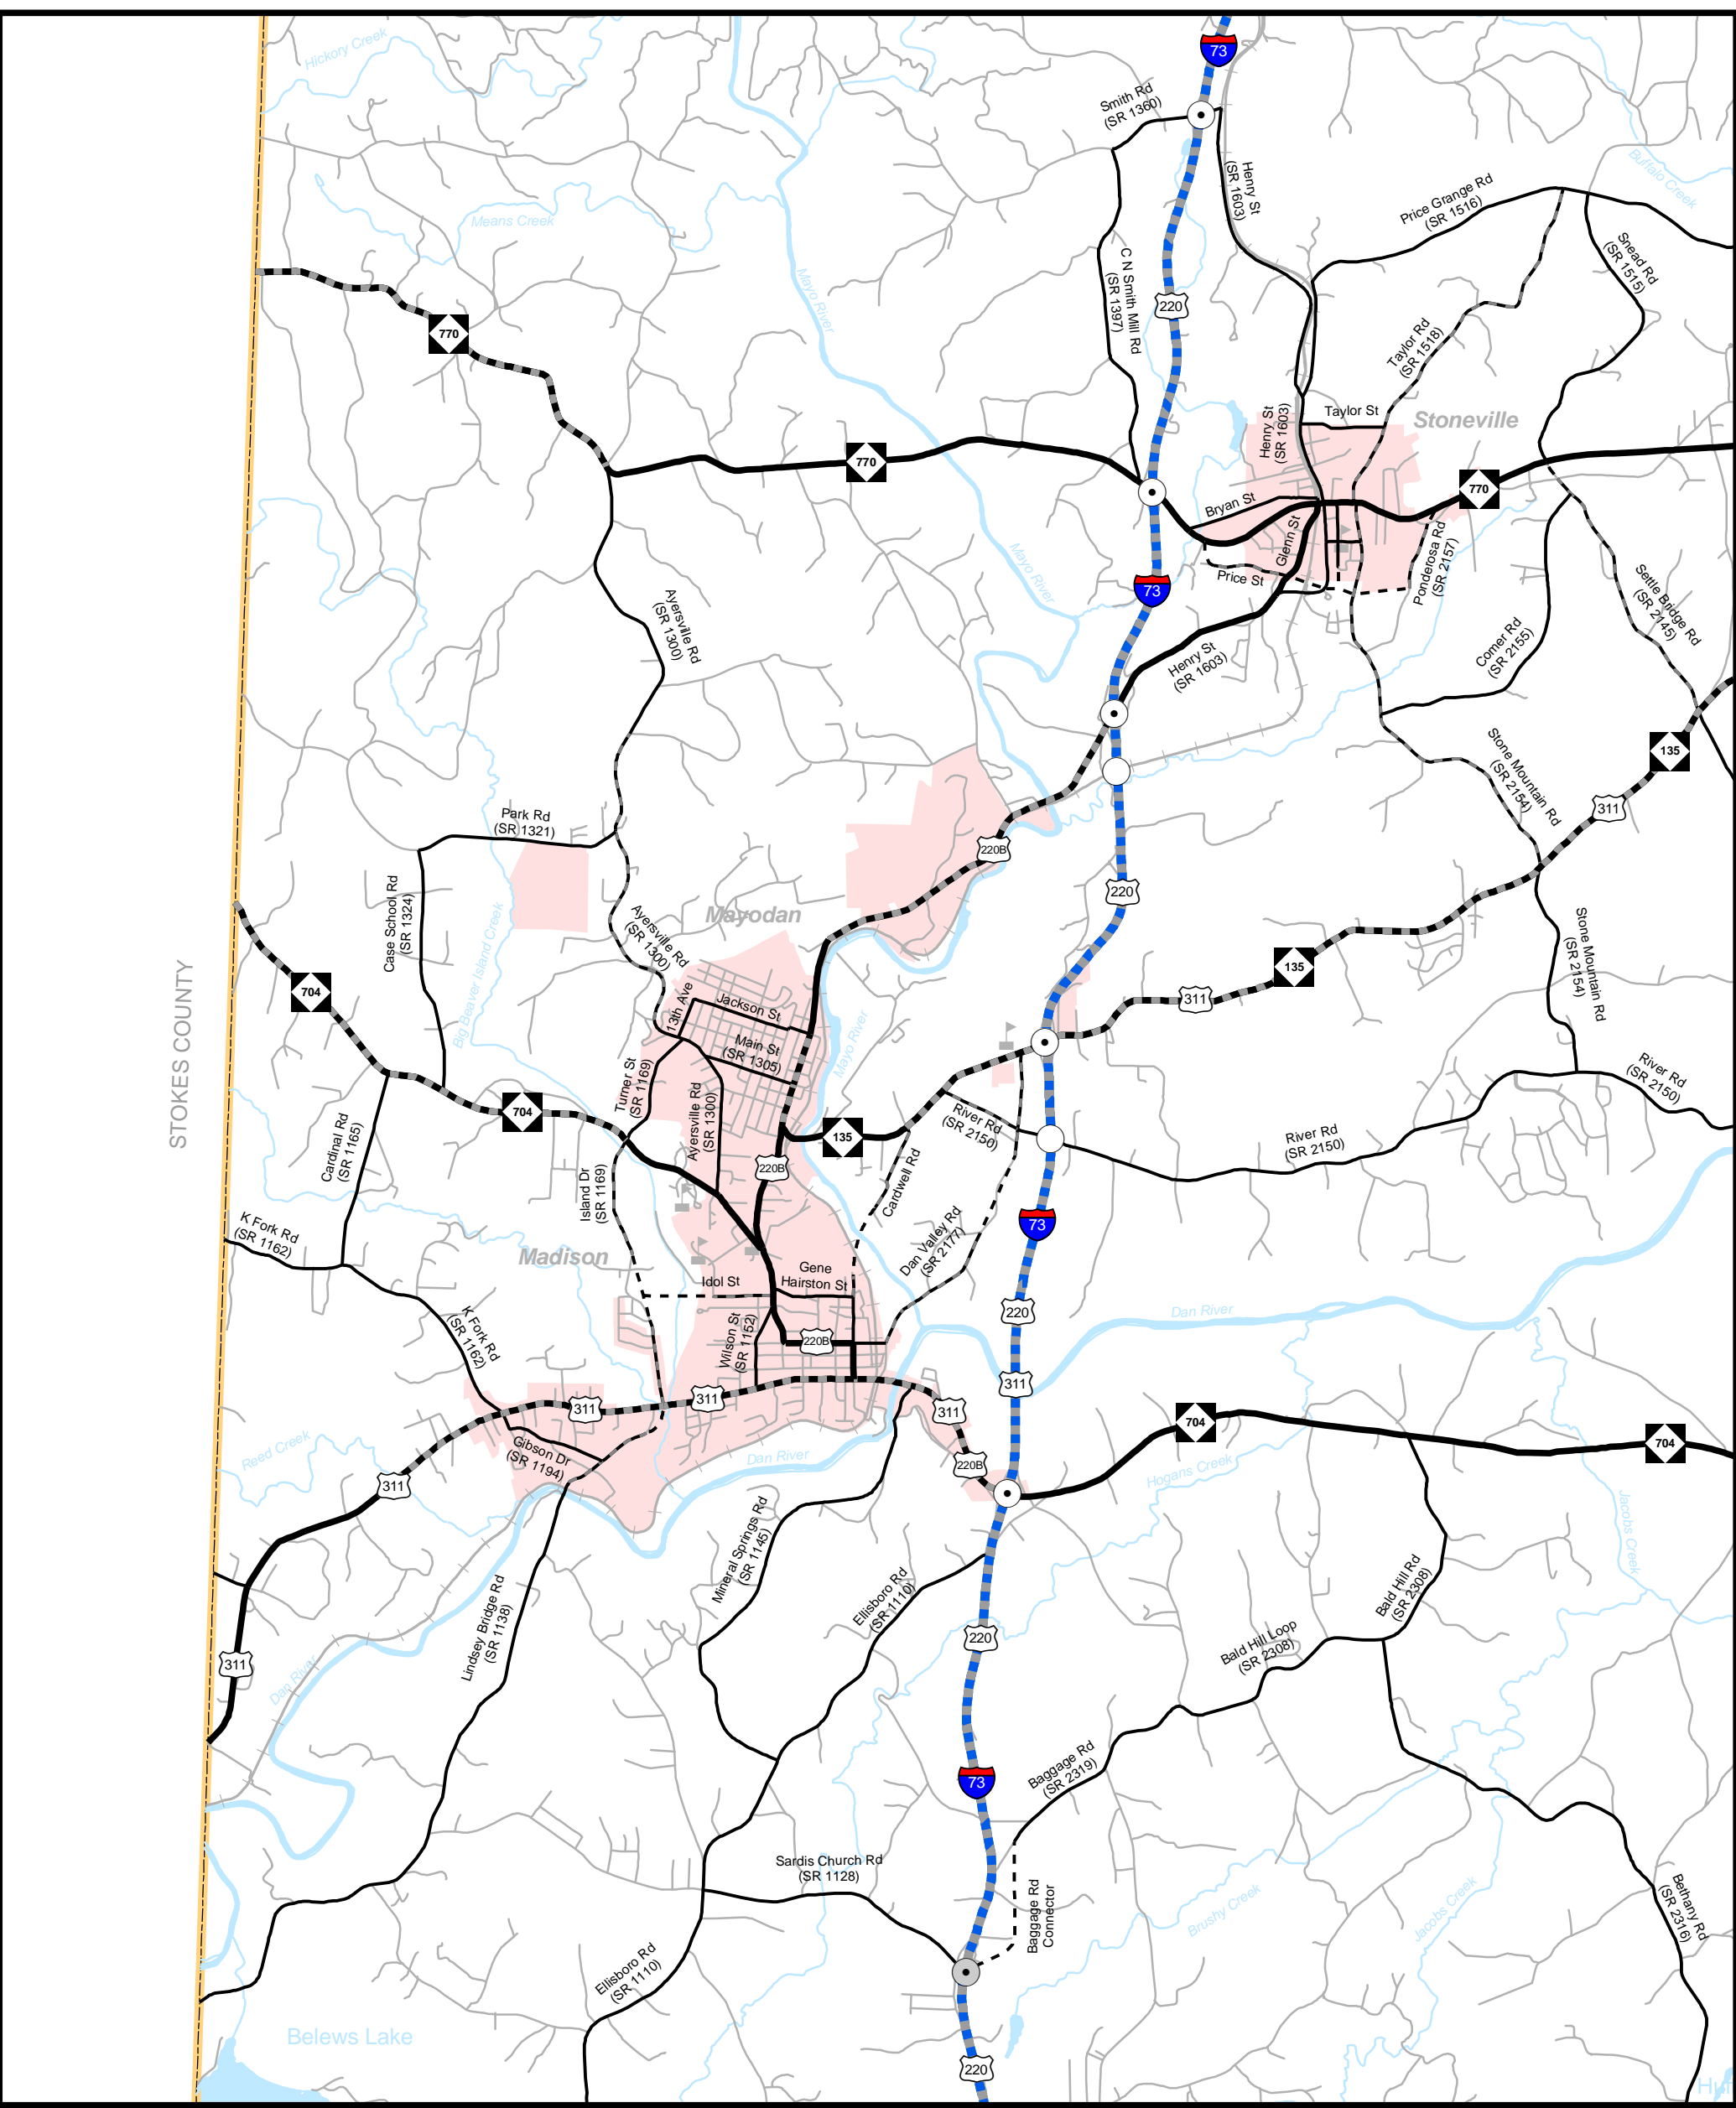 73
Hickory Creek
Smith Rd
(SR 1360)
Buffalo Creek
Henry St
(SR 1603)
Price Grange Rd
(SR 1516)
Means Creek
Snead Rd
(SR 1515)
Mayo River
C N Smith Mill Rd
(SR 1397)
220
770
Taylor Rd
(SR 1518)
Henry St
(SR 1603)
Taylor St
Stoneville
770
770
Bryan St
Glenn St
Ponderosa Rd
(SR 2157)
Mayo River
Price St
73
Settle Bridge Rd
(SR 2145)
Ayersville Rd
(SR 1300)
Comer Rd
(SR 2155)
Henry St
(SR 1603)
135
Stone Mountain Rd
(SR 2154)
311
Park Rd
(SR 1321)
220B
220
Case School Rd
(SR 1324)
Mayodan
Ayersville Rd
(SR 1300)
Big Beaver Island Creek
Stone Mountain Rd
(SR 2154)
135
704
311
13th Ave
Jackson St
STOKES COUNTY
Main St
(SR 1305)
Mayo River
Turner St
(SR 1169)
River Rd
(SR 2150)
704
Ayersville Rd
(SR 1300)
River Rd
(SR 2150)
135
River Rd
(SR 2150)
Cardinal Rd
(SR 1165)
220B
Cardwell Rd
Island Dr
(SR 1169)
K Fork Rd
(SR 1162)
73
Dan Valley Rd
(SR 2177)
Madison
Idol St
Gene
Hairston St
220
Dan River
K Fork Rd
(SR 1162)
Wilson St
(SR 1152)
220B
311
311
311
311
704
704
Gibson Dr
(SR 1194)
Reed Creek
Dan River
220B
Hogans Creek
311
Jacobs Creek
Mineral Springs Rd
(SR 1145)
Ellisboro Rd
(SR 1110)
Bald Hill Rd
(SR 2308)
Lindsey Bridge Rd
(SR 1138)
220
Bald Hill Loop
(SR 2308)
311
Dan River
Baggage Rd
(SR 2319)
73
Sardis Church Rd
(SR 1128)
Baggage Rd
Connector
Brushy Creek
Jacobs Creek
Bethany Rd
(SR 2316)
Ellisboro Rd
(SR 1110)
Belews Lake
220